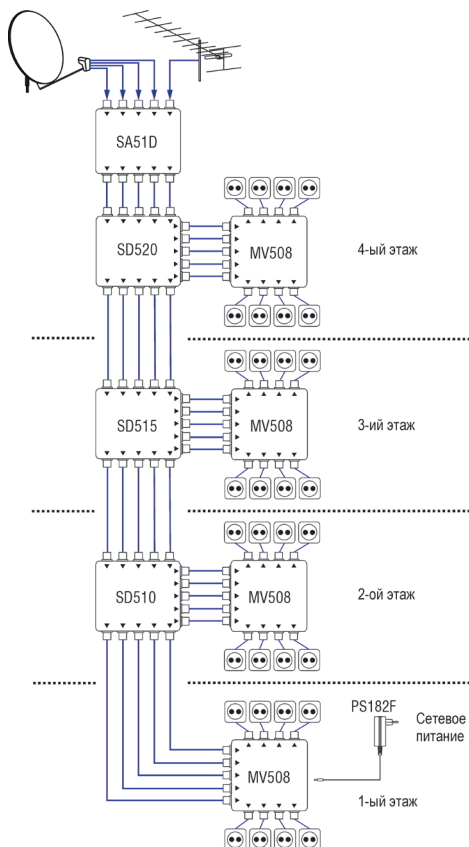 SA51D
SD520
MV508
4-ый этаж
SD515
MV508
3-ий этаж
SD510
MV508
2-ой этаж
PS182F
Сетевое
питание
MV508
1-ый этаж